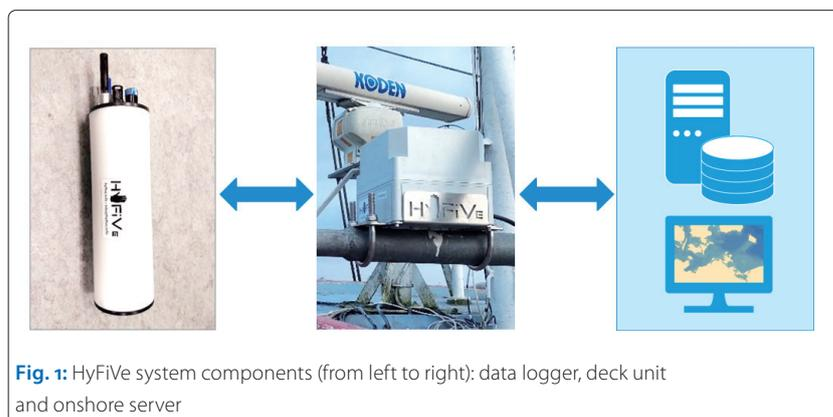 HyFiVe
KODEN
HyFiVe
Fig. 1: HyFiVe system components (from left to right): data logger, deck unit
and onshore server